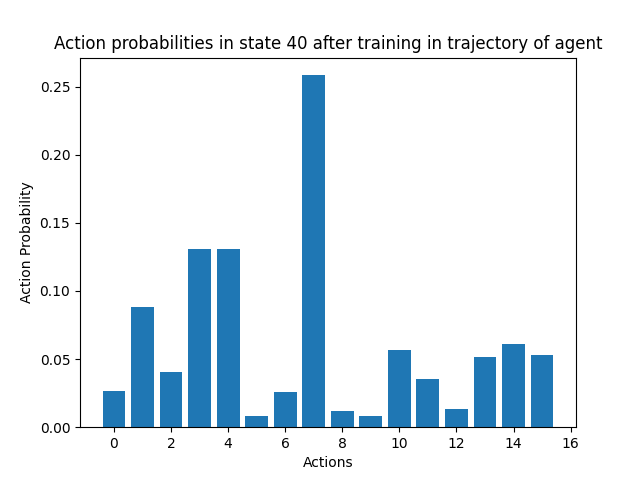 Action probabilities in state 40 after training in trajectory of agent
0.25
0.20
0.15
0.10
0.05
0.00
Action Probability
0 2 4 6 8 10 12 14 16
Actions